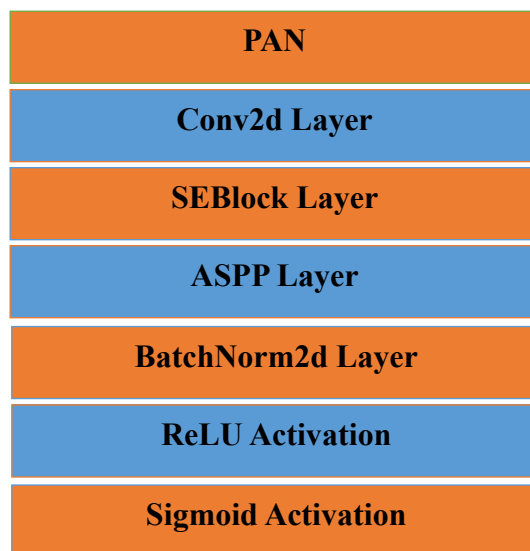 PAN
Conv2d Layer
SEBlock Layer
ASPP Layer
BatchNorm2d Layer
ReLU Activation
Sigmoid Activation